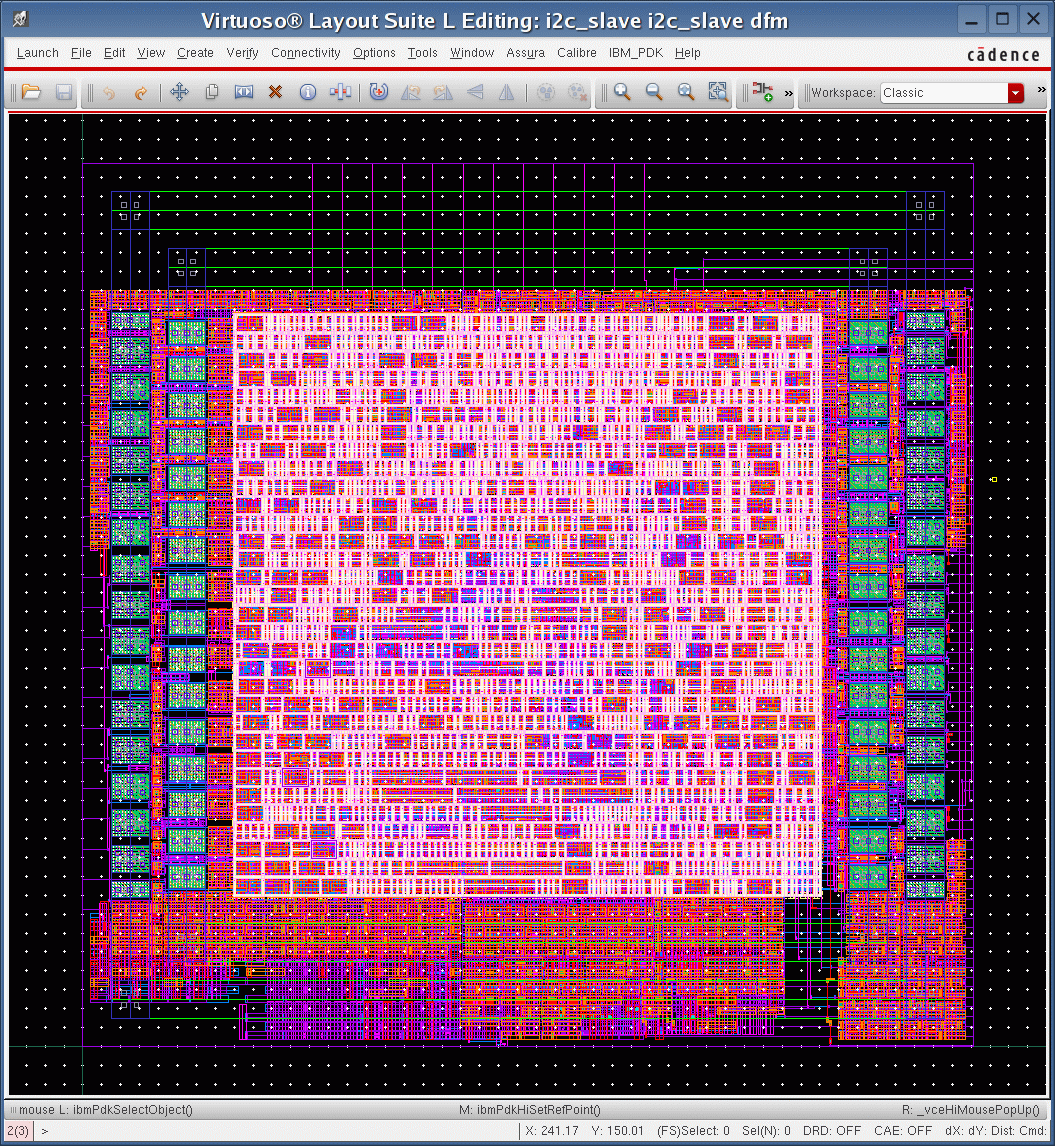 Virtuoso® Layout Suite L Editing: i2c_slave i2c_slave dfm
Launch File Edit View Create Verify Connectivity Options Tools Window Assura Calibre IBM_PDK Help
cādence
Workspace: Classic
mouse L: ibmPdkSelectObject() M: ibmPdkHiSetRefPoint() R: _vceHiMousePopUp()
2(3) > X: 241.17 Y: 150.01 (FS)Select: 0 Sel(N): 0 DRD: OFF CAE: OFF dX: dY: Dist: Cmd: